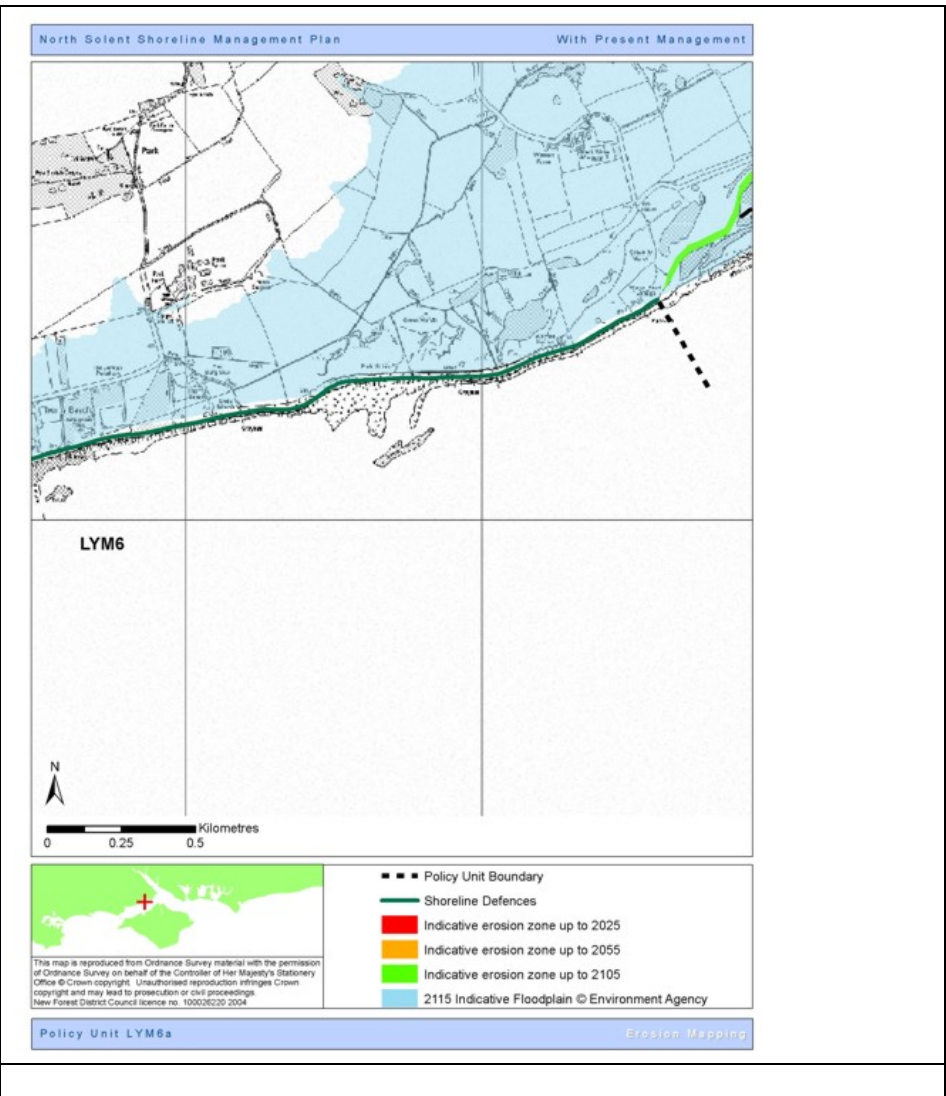 North Solent Shoreline Management Plan
With Present Management
Park
LYM6
N
Kilometres
0 0.25 0.5
Policy Unit Boundary
Shoreline Defences
Indicative erosion zone up to 2025
Indicative erosion zone up to 2055
Indicative erosion zone up to 2105
2115 Indicative Floodplain © Environment Agency
This map is reproduced from Ordnance Survey material with the permission
of Ordnance Survey on behalf of the Controller of Her Majesty's Stationery
Office © Crown copyright. Unauthorised reproduction infringes Crown
copyright and may lead to prosecution or civil proceedings.
New Forest District Council licence no. 100026220 2004
Policy Unit LYM6a
Erosion Mapping